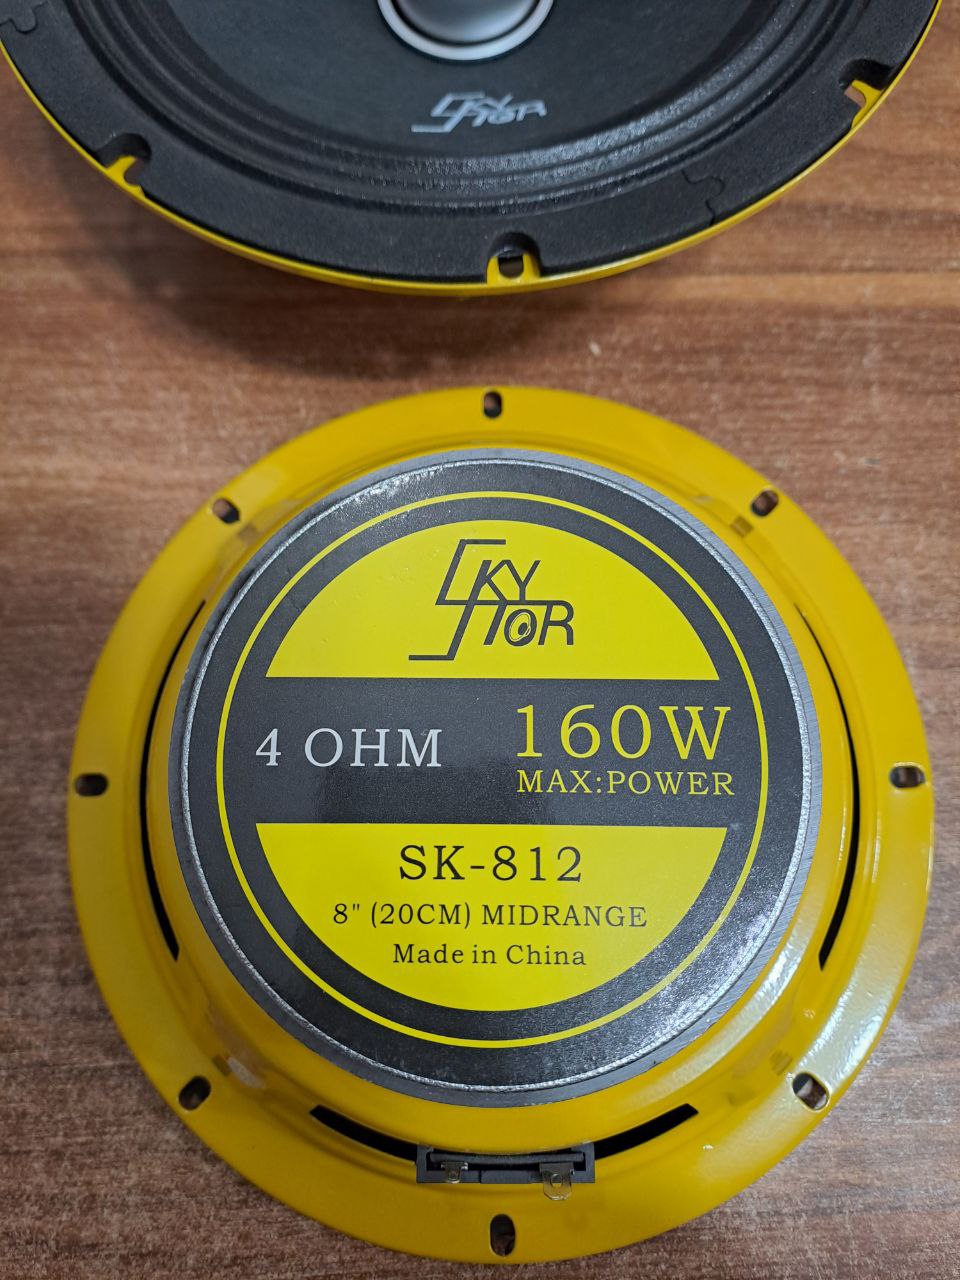 SKY
TOR
SKY
TOR
4 OHM
160W
MAX:POWER
SK-812
8" (20CM) MIDRANGE
Made in China